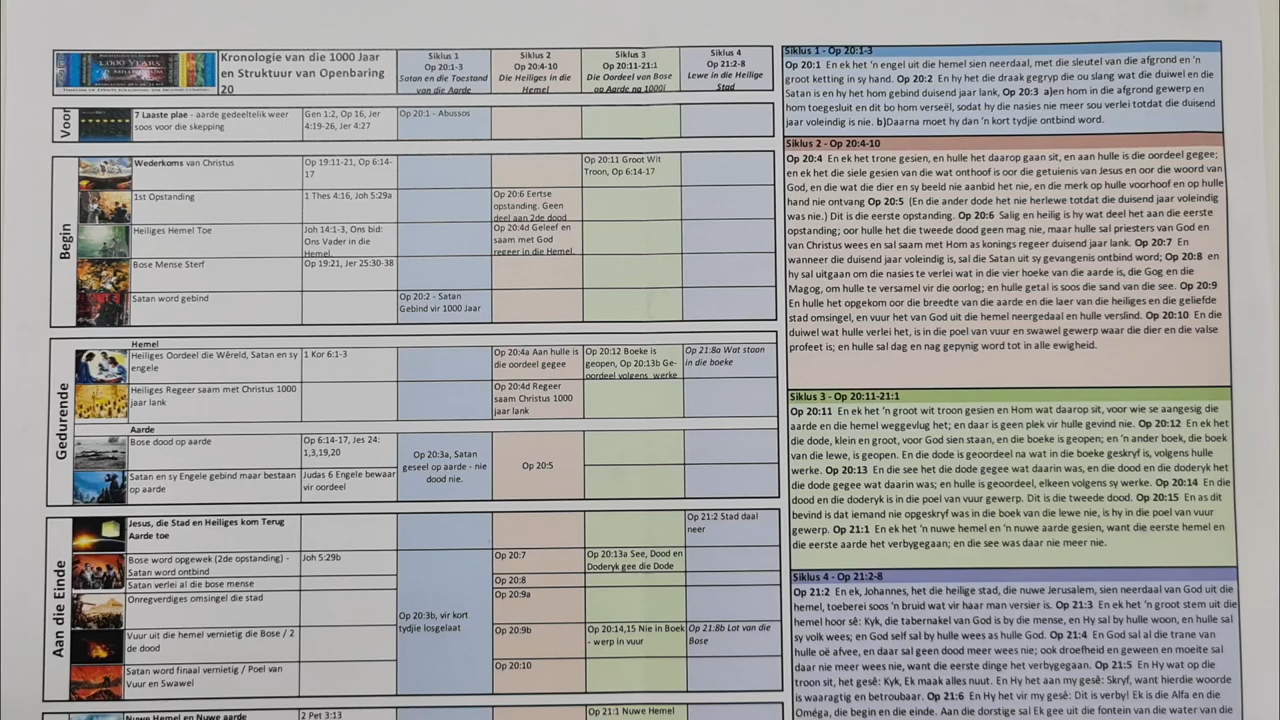 1,000 YEARS
Kronologie van die 1000 Jaar
en Struktuur van Openbaring
20
Siklus 1
Op 20:1-3
Satan en die Toestand
van die Aarde
Siklus 2
Op 20:4-10
Die Heiliges in die
Hemel
Siklus 3
Op 20:11-21:1
Die Oordeel van Bose
op Aarde na 1000j
Siklus 4
Op 21:2-8
Lewe in die Heilige
Stad
Voor
7 Laaste plae - aarde gedeeltelik weer
soos voor die skepping
Gen 1:2, Op 16, Jer
4:19-26, Jer 4:27
Op 20:1 - Abussos
Begin
Wederkoms van Christus
Op 19:11-21, Op 6:14-
17
Op 20:11 Groot Wit
Troon, Op 6:14-17
1st Opstanding
1 Thes 4:16, Joh 5:29a
Op 20:6 Eertse
opstanding. Geen
deel aan 2de dood
Heiliges Hemel Toe
Joh 14:1-3, Ons bid:
Ons Vader in die
Hemel.
Op 20:4d Geleef en
saam met God
regeer in die Hemel.
Bose Mense Sterf
Op 19:21, Jer 25:30-38
Satan word gebind
Op 20:2 - Satan
Gebind vir 1000 Jaar
Gedurende
Hemel
Heiliges Oordeel die Wêreld, Satan en sy
engele
1 Kor 6:1-3
Op 20:4a Aan hulle is
die oordeel gegee
Op 20:12 Boeke is
geopen, Op 20:13b Ge-
oordeel volgens werke
Op 21:8a Wat staan
in die boeke
Heiliges Regeer saam met Christus 1000
jaar lank
Op 20:4d Regeer
saam Christus 1000
jaar lank
Aarde
Bose dood op aarde
Op 6:14-17, Jes 24;
1,3,19,20
Op 20:3a, Satan
gesel op aarde - nie
dood nie.
Op 20:5
Satan en sy Engele gebind maar bestaan
op aarde
Judas 6 Engele bewaar
vir oordeel
Aan die Einde
Jesus, die Stad en Heiliges kom Terug
Aarde toe
Op 21:2 Stad daal
neer
Bose word opgewek (2de opstanding) -
Satan word ontbind
Joh 5:29b
Op 20:7
Op 20:13a See, Dood en
Doderyk gee die Dode
Satan verlei al die bose mense
Op 20:8
Onregverdiges omsingel die stad
Op 20:9a
Op 20:3b, vir kort
tydjie losgelaat
Vuur uit die hemel vernietig die Bose / 2
de dood
Op 20:9b
Op 20:14,15 Nie in Boek
- werp in vuur
Op 21:8b Lot van die
Bose
Satan word finaal vernietig / Poel van
Vuur en Swawel
Op 20:10
Nuwe Hemel en Nuwe aarde
2 Pet 3:13
Op 21:1 Nuwe Hemel
Siklus 1 - Op 20:1-3
Op 20:1 En ek het 'n engel uit die hemel sien neerdaal, met die sleutel van die afgrond en 'n
groot ketting in sy hand. Op 20:2 En hy het die draak gegryp die ou slang wat die duiwel en die
Satan is en hy het hom gebind duisend jaar lank, Op 20:3 a)en hom in die afgrond gewerp en
hom toegesluit en dit bo hom verseël, sodat hy die nasies nie meer sou verlei totdat die duisend
jaar voleindig is nie. b)Daarna moet hy dan 'n kort tydjie ontbind word.
Siklus 2 - Op 20:4-10
Op 20:4 En ek het trone gesien, en hulle het daarop gaan sit, en aan hulle is die oordeel gegee;
en ek het die siele gesien van die wat onthoof is oor die getuienis van Jesus en oor die woord van
God, en die wat die dier en sy beeld nie aanbid het nie, en die merk op hulle voorhoof en op hulle
hand nie ontvang Op 20:5 (En die ander dode het nie herlewe totdat die duisend jaar voleindig
was nie.) Dit is die eerste opstanding. Op 20:6 Salig en heilig is hy wat deel het aan die eerste
opstanding; oor hulle het die tweede dood geen mag nie, maar hulle sal priesters van God en
van Christus wees en sal saam met Hom as konings regeer duisend jaar lank. Op 20:7 En
wanneer die duisend jaar voleindig is, sal die Satan uit sy gevangenis ontbind word; Op 20:8 en
hy sal uitgaan om die nasies te verlei wat in die vier hoeke van die aarde is, die Gog en die
Magog, om hulle te versamel vir die oorlog; en hulle getal is soos die sand van die see. Op 20:9
En hulle het opgekom oor die breedte van die aarde en die laer van die heiliges en die geliefde
stad omsingel, en vuur het van God uit die hemel neergedaal en hulle verslind. Op 20:10 En die
duiwel wat hulle verlei het, is in die poel van vuur en swawel gewerp waar die dier en die valse
profeet is; en hulle sal dag en nag gepynig word tot in alle ewigheid.
Siklus 3 - Op 20:11-21:1
Op 20:11 En ek het 'n groot wit troon gesien en Hom wat daarop sit, voor wie se aangesig die
aarde en die hemel weggevlug het; en daar is geen plek vir hulle gevind nie. Op 20:12 En ek het
die dode, klein en groot, voor God sien staan, en die boeke is geopen; en 'n ander boek, die boek
van die lewe, is geopen. En die dode is geoordeel na wat in die boeke geskryf is, volgens hulle
werke. Op 20:13 En die see het die dode gegee wat daarin was, en die dood en die doderyk het
die dode gegee wat daarin was; en hulle is geoordeel, elkeen volgens sy werke. Op 20:14 En die
dood en die doderyk is in die poel van vuur gewerp. Dit is die tweede dood. Op 20:15 En as dit
bevind is dat iemand nie opgeskryf was in die boek van die lewe nie, is hy in die poel van vuur
gewerp. Op 21:1 En ek het 'n nuwe hemel en 'n nuwe aarde gesien, want die eerste hemel en
die eerste aarde het verbygegaan; en die see was daar nie meer nie.
Siklus 4 - Op 21:2-8
Op 21:2 En ek, Johannes, het die heilige stad, die nuwe Jerusalem, sien neerdaal van God uit die
hemel, toeberei soos 'n bruid wat vir haar man versier is. Op 21:3 En ek het 'n groot stem uit die
hemel hoor sê: Kyk, die tabernakel van God is by die mense, en Hy sal by hulle woon, en hulle sal
sy volk wees; en God self sal by hulle wees as hulle God. Op 21:4 En God sal al die trane van
hulle oë afvee, en daar sal geen dood meer wees nie; ook droefheid en geween en moeite sal
daar nie meer wees nie, want die eerste dinge het verbygegaan. Op 21:5 En Hy wat op die
troon sit, het gesê: Kyk, Ek maak alles nuut. En Hy het aan my gesê: Skryf, want hierdie woorde
is waaragtig en betroubaar. Op 21:6 En Hy het vir my gesê: Dit is verby! Ek is die Alfa en die
Oméga, die begin en die einde. Aan die dorstige sal Ek gee uit die fontein van die water van die